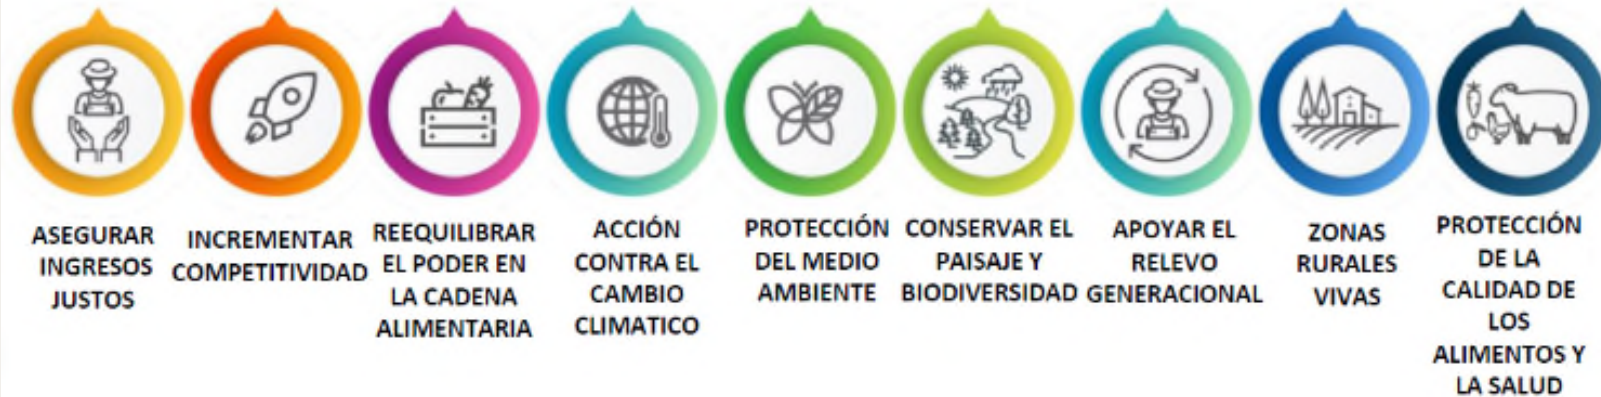 ASEGURAR
INGRESOS
JUSTOS
INCREMENTAR
COMPETITIVIDAD
REEQUILIBRAR
EL PODER EN
LA CADENA
ALIMENTARIA
ACCIÓN
CONTRA EL
CAMBIO
CLIMATICO
PROTECCIÓN
DEL MEDIO
AMBIENTE
CONSERVAR EL
PAISAJE Y
BIODIVERSIDAD
APOYAR EL
RELEVO
GENERACIONAL
ZONAS
RURALES
VIVAS
PROTECCIÓN
DE LA
CALIDAD DE
LOS
ALIMENTOS Y
LA SALUD